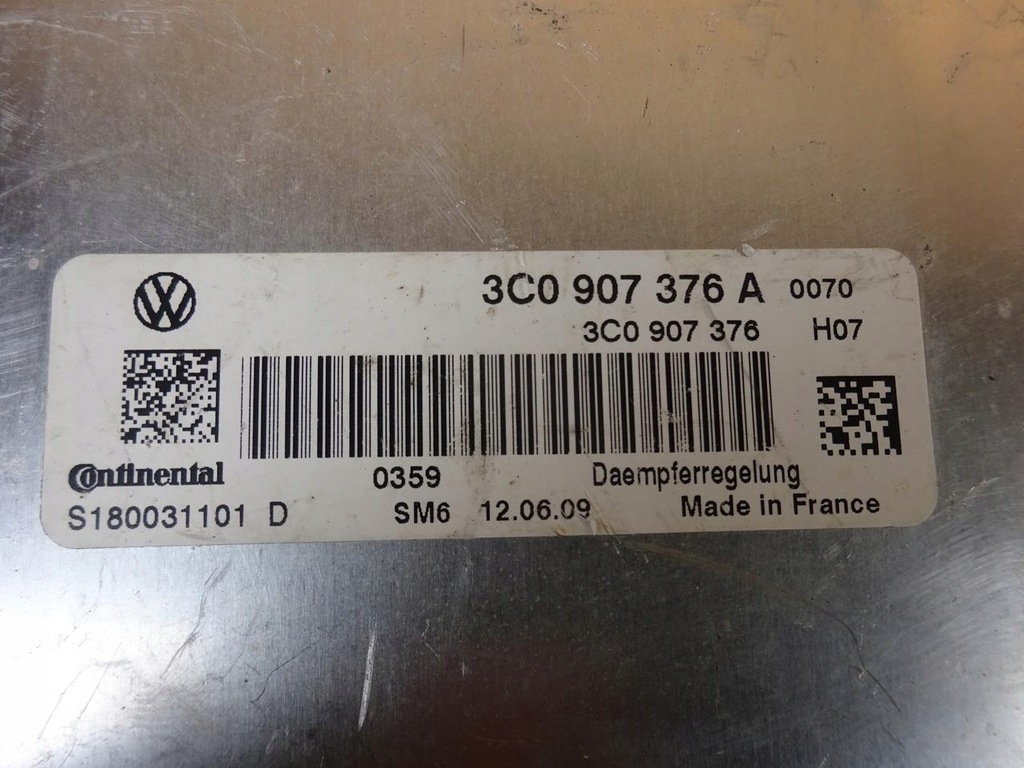 3C0 907 376 A 0070
3C0 907 376 H07
Continental 0359 Daempferregelung
S180031101 D SM6 12.06.09 Made in France